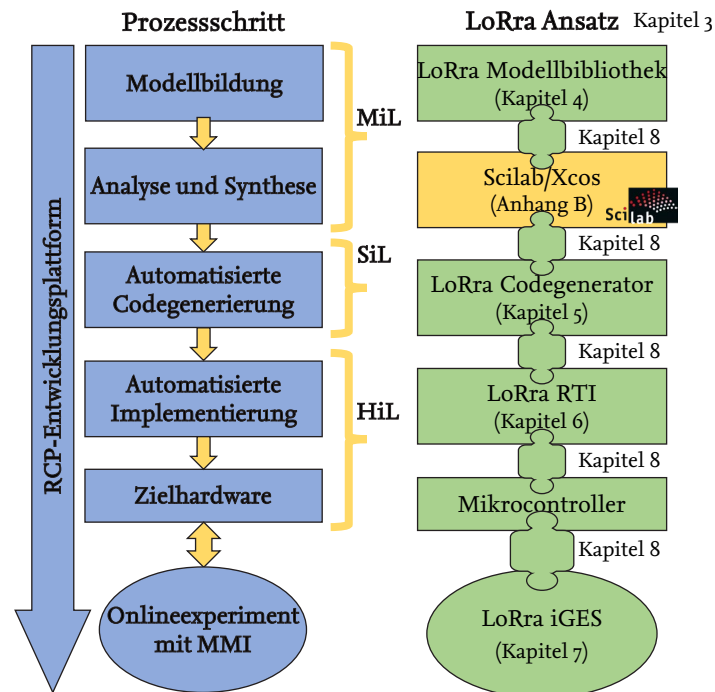 Prozessschritt
LoRra Ansatz Kapitel 3
RCP-Entwicklungsplattform
Modellbildung
MiL
Analyse und Synthese
SiL
Automatisierte
Codegenerierung
Automatisierte
Implementierung
HiL
Zielhardware
Onlineexperiment
mit MMI
LoRra Modellbibliothek
(Kapitel 4)
Kapitel 8
Scilab/Xcos
(Anhang B)
Scilab
Kapitel 8
LoRra Codegenerator
(Kapitel 5)
Kapitel 8
LoRra RTI
(Kapitel 6)
Kapitel 8
Mikrocontroller
Kapitel 8
LoRra iGES
(Kapitel 7)